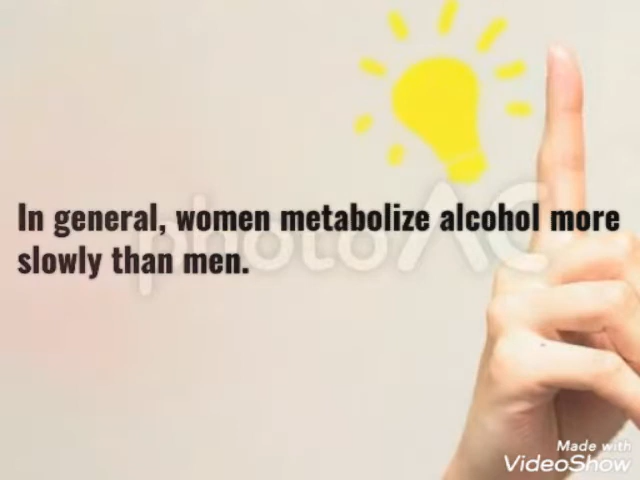 In general, women metabolize alcohol more
slowly than men.
photoAC
Made with
VideoShow